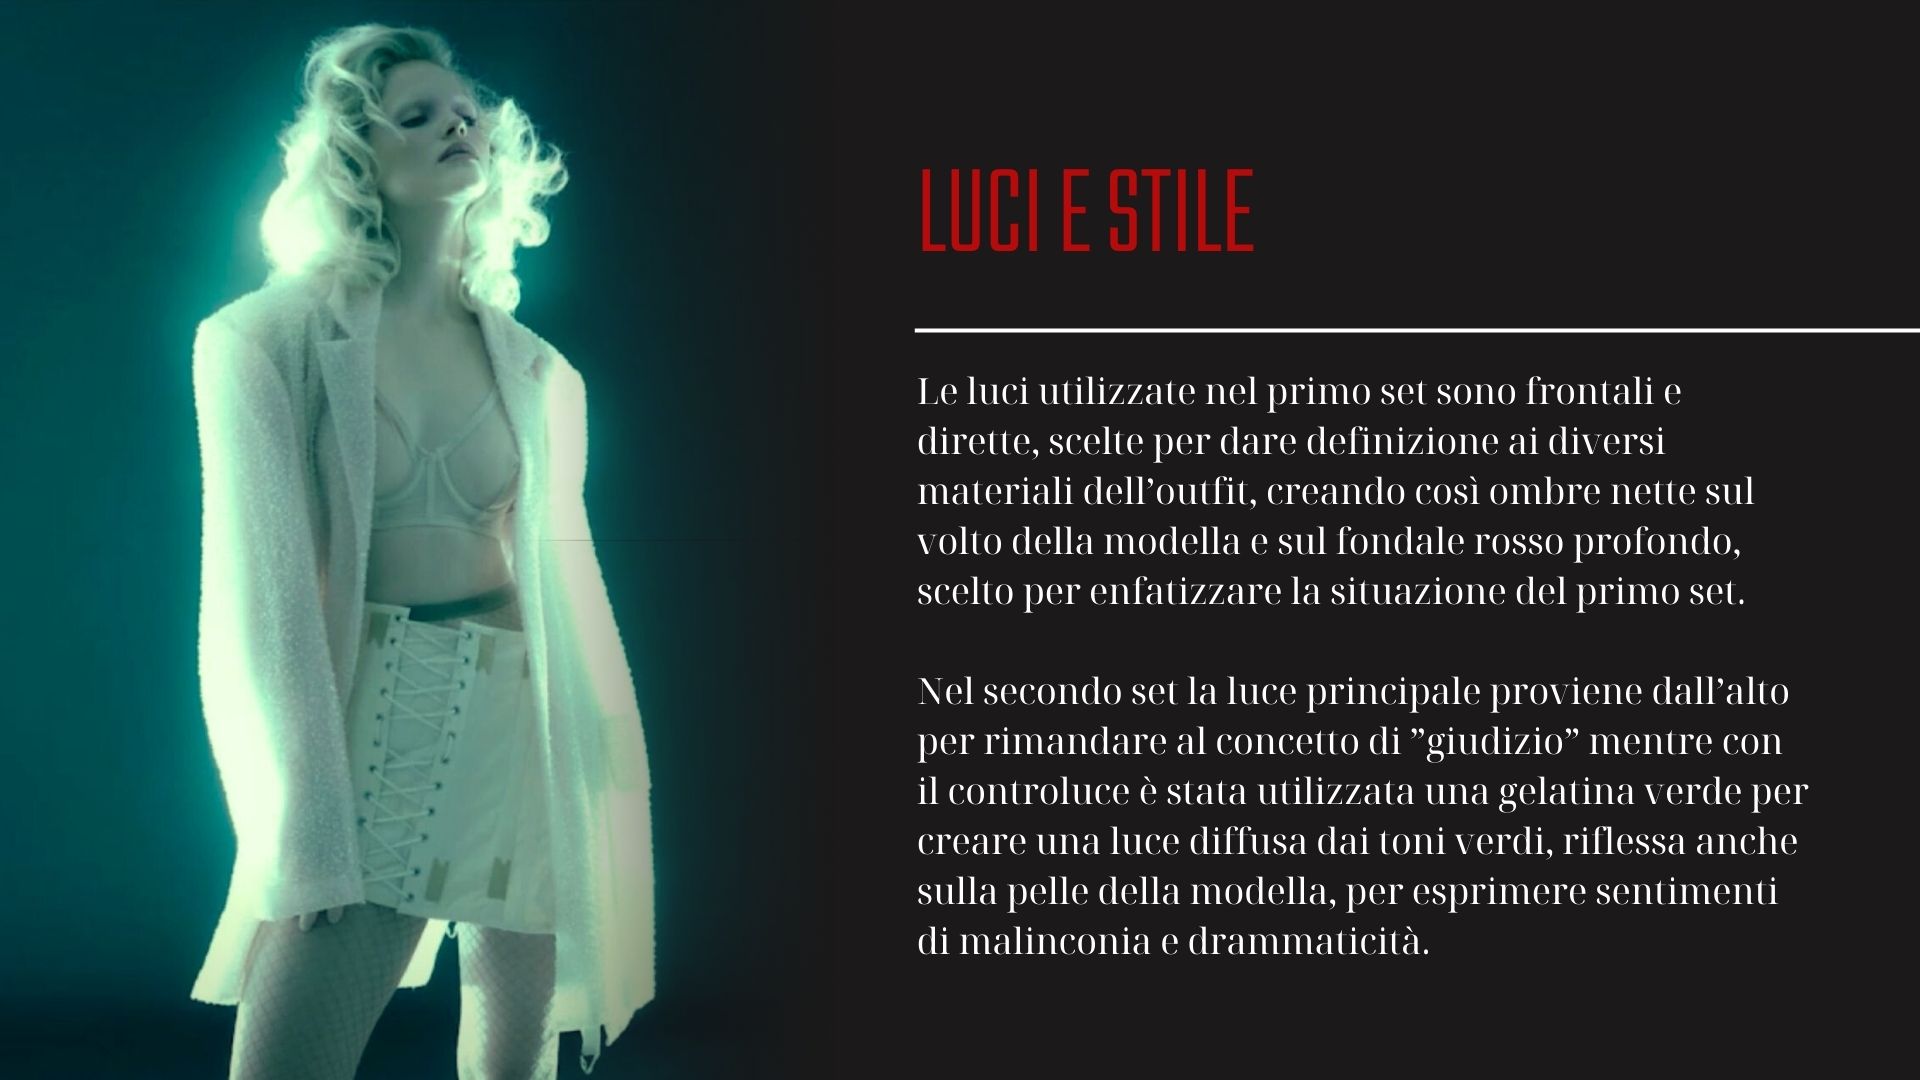 LUCI E STILE
Le luci utilizzate nel primo set sono frontali e
dirette, scelte per dare definizione ai diversi
materiali dell’outfit, creando così ombre nette sul
volto della modella e sul fondale rosso profondo,
scelto per enfatizzare la situazione del primo set.
Nel secondo set la luce principale proviene dall’alto
per rimandare al concetto di ”giudizio” mentre con
il controluce è stata utilizzata una gelatina verde per
creare una luce diffusa dai toni verdi, riflessa anche
sulla pelle della modella, per esprimere sentimenti
di malinconia e drammaticità.